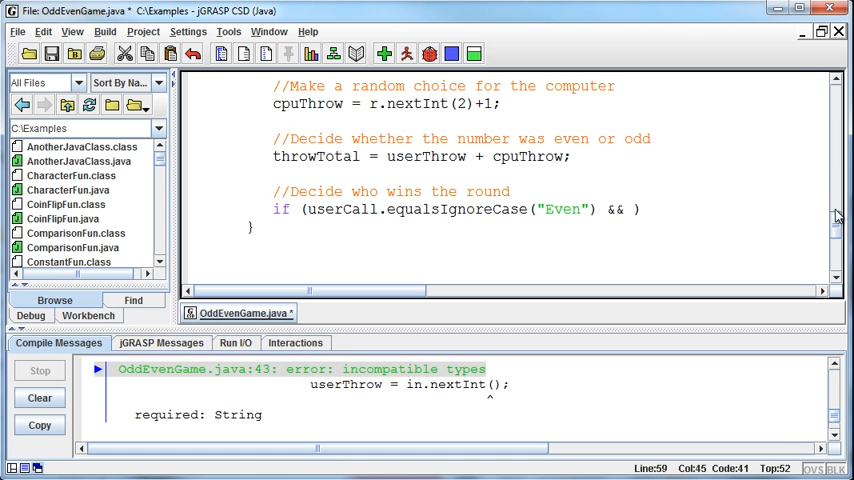 File: OddEvenGame.java * C:\Examples - jGRASP CSD (Java)
File Edit View Build Project Settings Tools Window Help
All Files Sort By Na...
C:\Examples
AnotherJavaClass.class
AnotherJavaClass.java
CharacterFun.class
CharacterFun.java
CoinFlipFun.class
CoinFlipFun.java
ComparisonFun.class
ComparisonFun.java
ConstantFun.class
Browse Find
Debug Workbench
//Make a random choice for the computer
cpuThrow = r.nextInt(2)+1;
//Decide whether the number was even or odd
throwTotal = userThrow + cpuThrow;
//Decide who wins the round
if (userCall.equalsIgnoreCase("Even") && )
}
OddEvenGame.java *
Compile Messages jGRASP Messages Run I/O Interactions
Stop
Clear
Copy
OddEvenGame.java:43: error: incompatible types
userThrow = in.nextInt();
^
required: String
Line:59 Col:45 Code:41 Top:52 OVS BLK